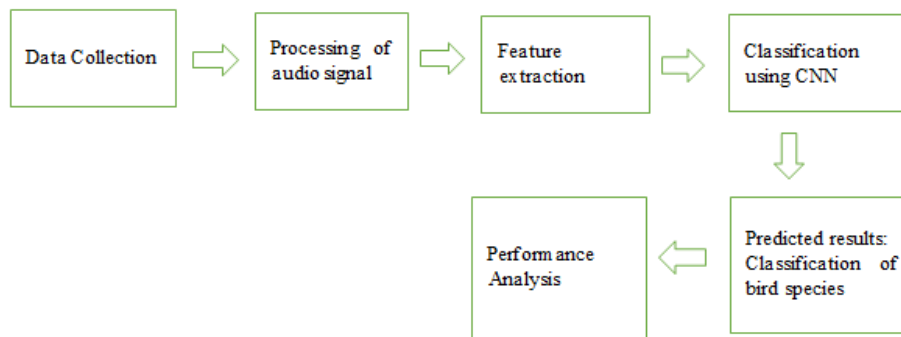 Data Collection
Processing of
audio signal
Feature
extraction
Classification
using CNN
Predicted results:
Classification of
bird species
Performance
Analysis